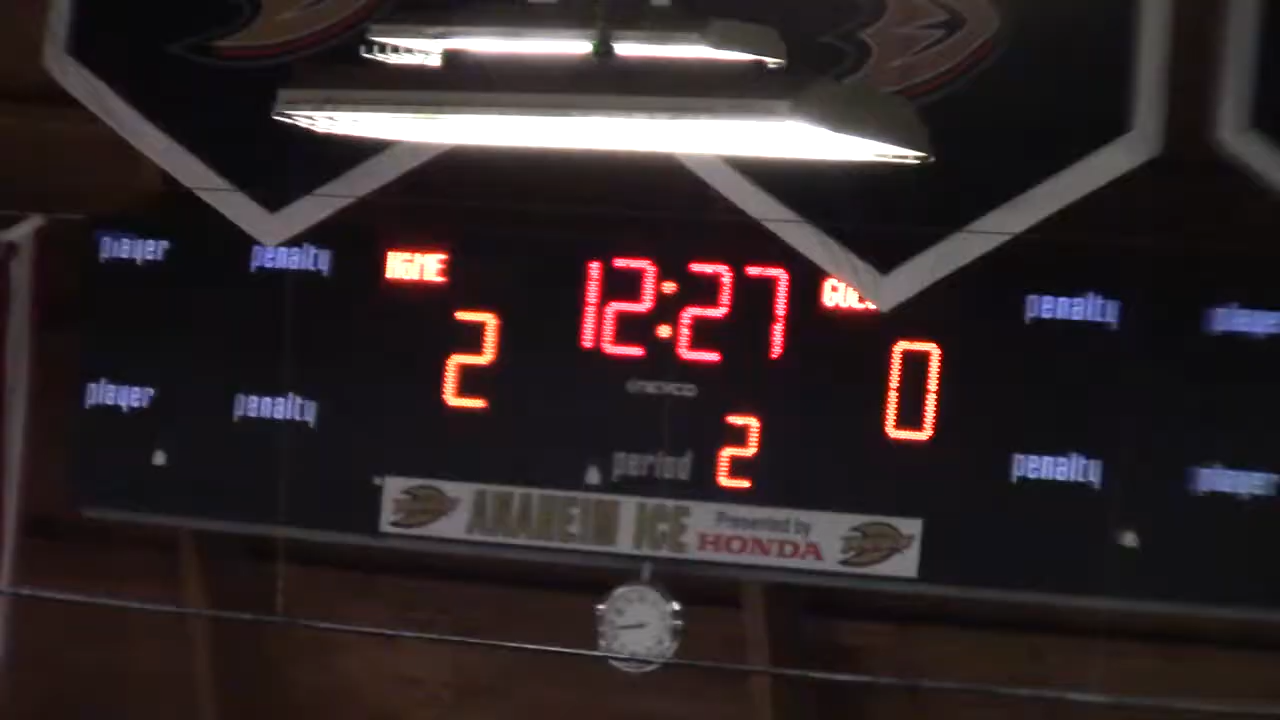 player penalty HOME 12:27 penalty player
2 0
player penalty period 2 penalty player
ANAHEIM ICE Presented by HONDA